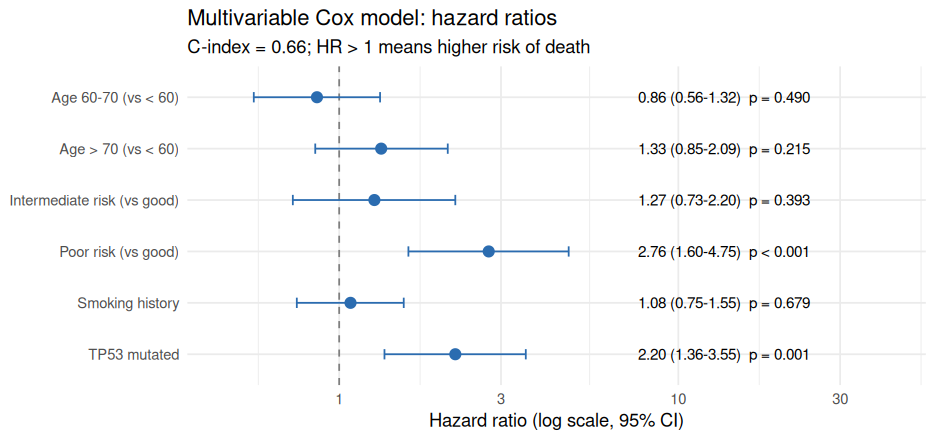 Multivariable Cox model: hazard ratios
C-index = 0.66; HR > 1 means higher risk of death
Age 60-70 (vs < 60) 0.86 (0.56-1.32) p = 0.490
Age > 70 (vs < 60) 1.33 (0.85-2.09) p = 0.215
Intermediate risk (vs good) 1.27 (0.73-2.20) p = 0.393
Poor risk (vs good) 2.76 (1.60-4.75) p < 0.001
Smoking history 1.08 (0.75-1.55) p = 0.679
TP53 mutated 2.20 (1.36-3.55) p = 0.001
1 3 10 30
Hazard ratio (log scale, 95% CI)